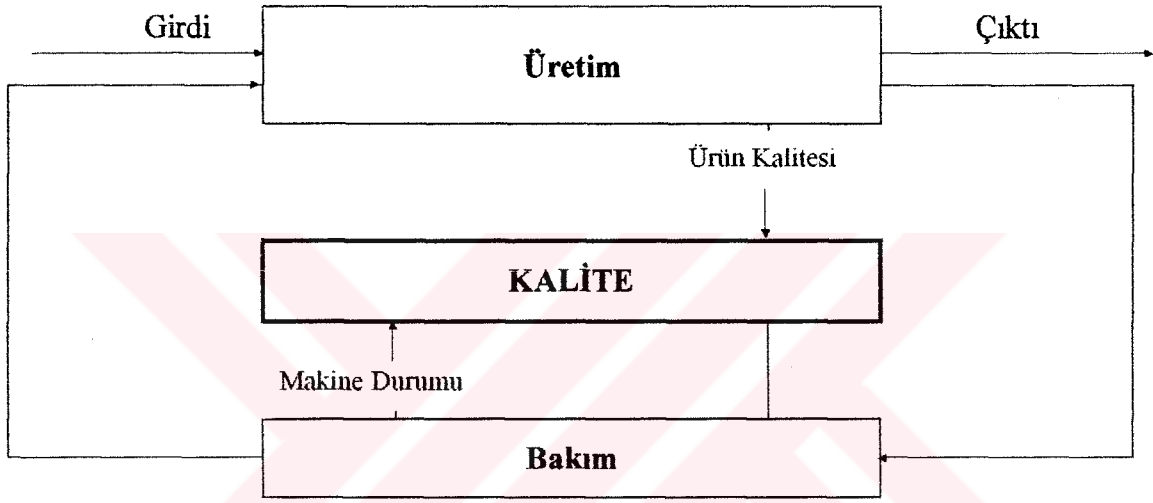 Girdi
Çıktı
Üretim
Ürün Kalitesi
KALİTE
Makine Durumu
Bakım